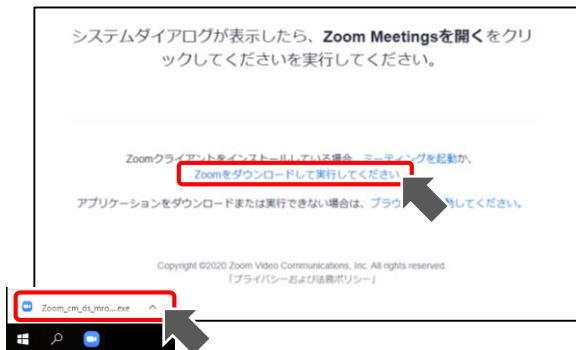 システムダイアログが表示したら、Zoom Meetingsを開くをクリ
ックしてくださいを実行してください。
Zoomクライアントをインストールしている場合、ミーティングを起動か、
Zoomをダウンロードして実行してください
アプリケーションをダウンロードまたは実行できない場合は、ブラウ してください。
Copyright ©2020 Zoom Video Communications, Inc. All rights reserved.
「プライバシーおよび法務ポリシー」
Zoom_cm_ds_mro....exe